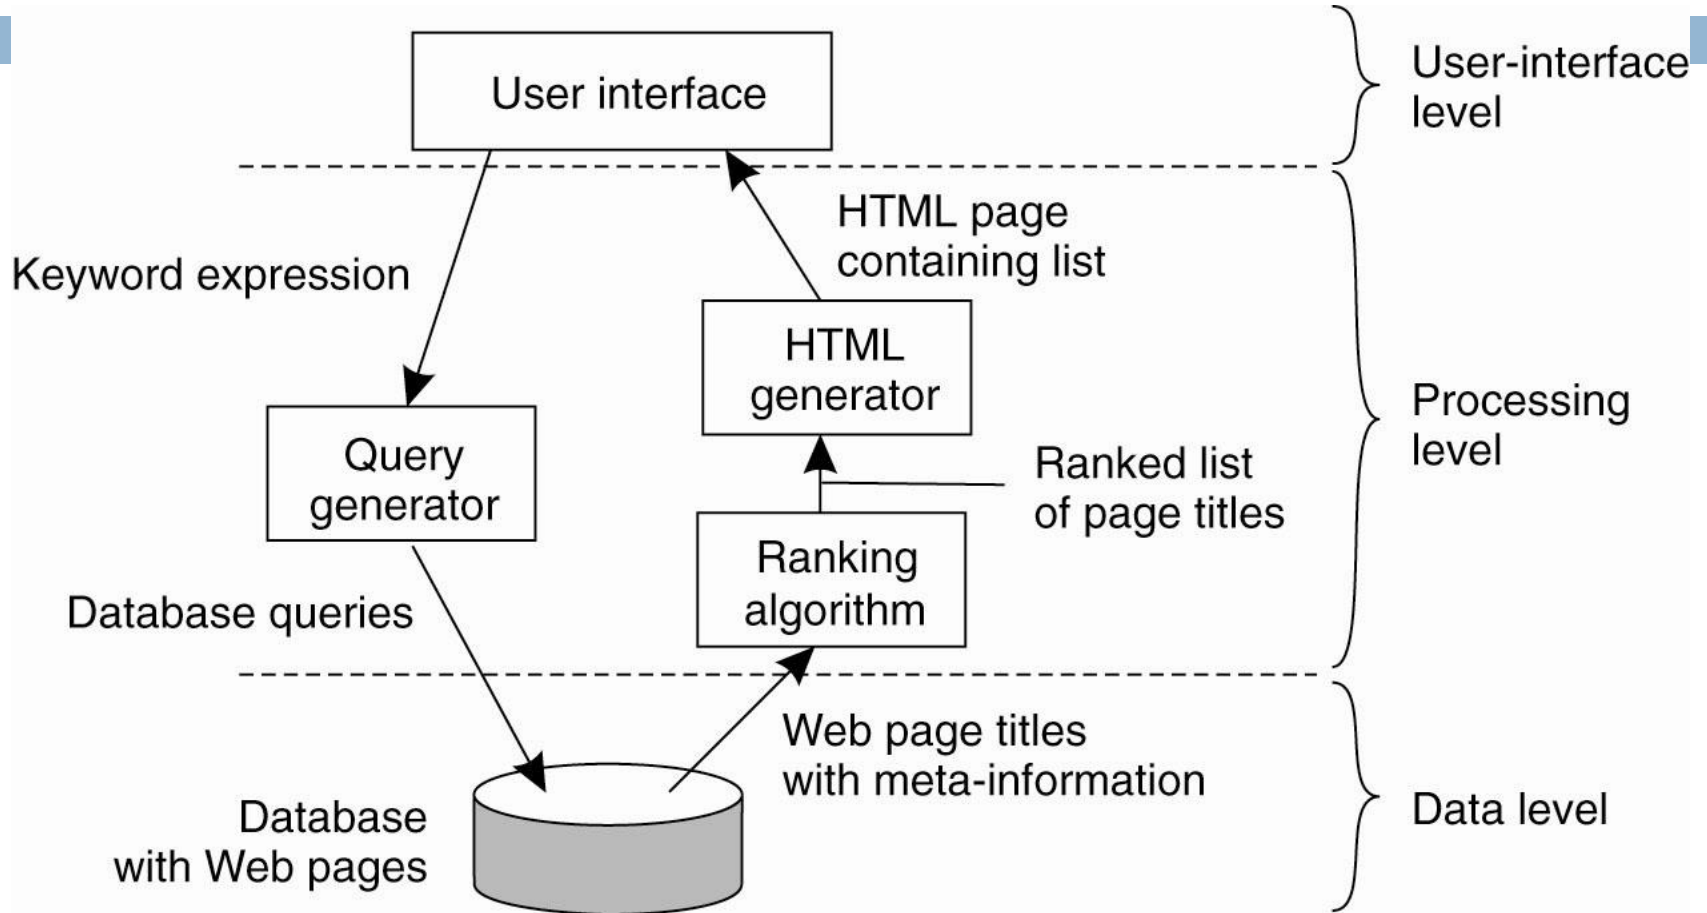 User interface
User-interface
level
HTML page
containing list
Keyword expression
HTML
generator
Processing
level
Query
generator
Ranked list
of page titles
Ranking
algorithm
Database queries
Web page titles
with meta-information
Database
with Web pages
Data level